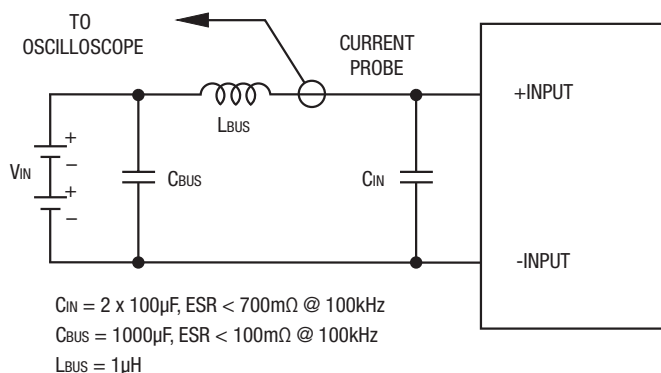 TO
OSCILLOSCOPE
CURRENT
PROBE
+INPUT
LBUS
VIN
+
−
+
−
CBUS
CIN
-INPUT
CIN = 2 x 100µF, ESR < 700mΩ @ 100kHz
CBUS = 1000µF, ESR < 100mΩ @ 100kHz
LBUS = 1µH